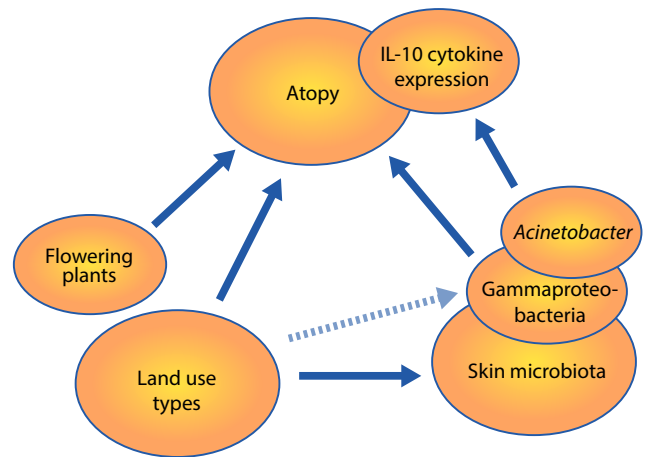 IL-10 cytokine
expression
Atopy
Acinetobacter
Flowering
plants
Gammaproteo-
bacteria
Land use
types
Skin microbiota